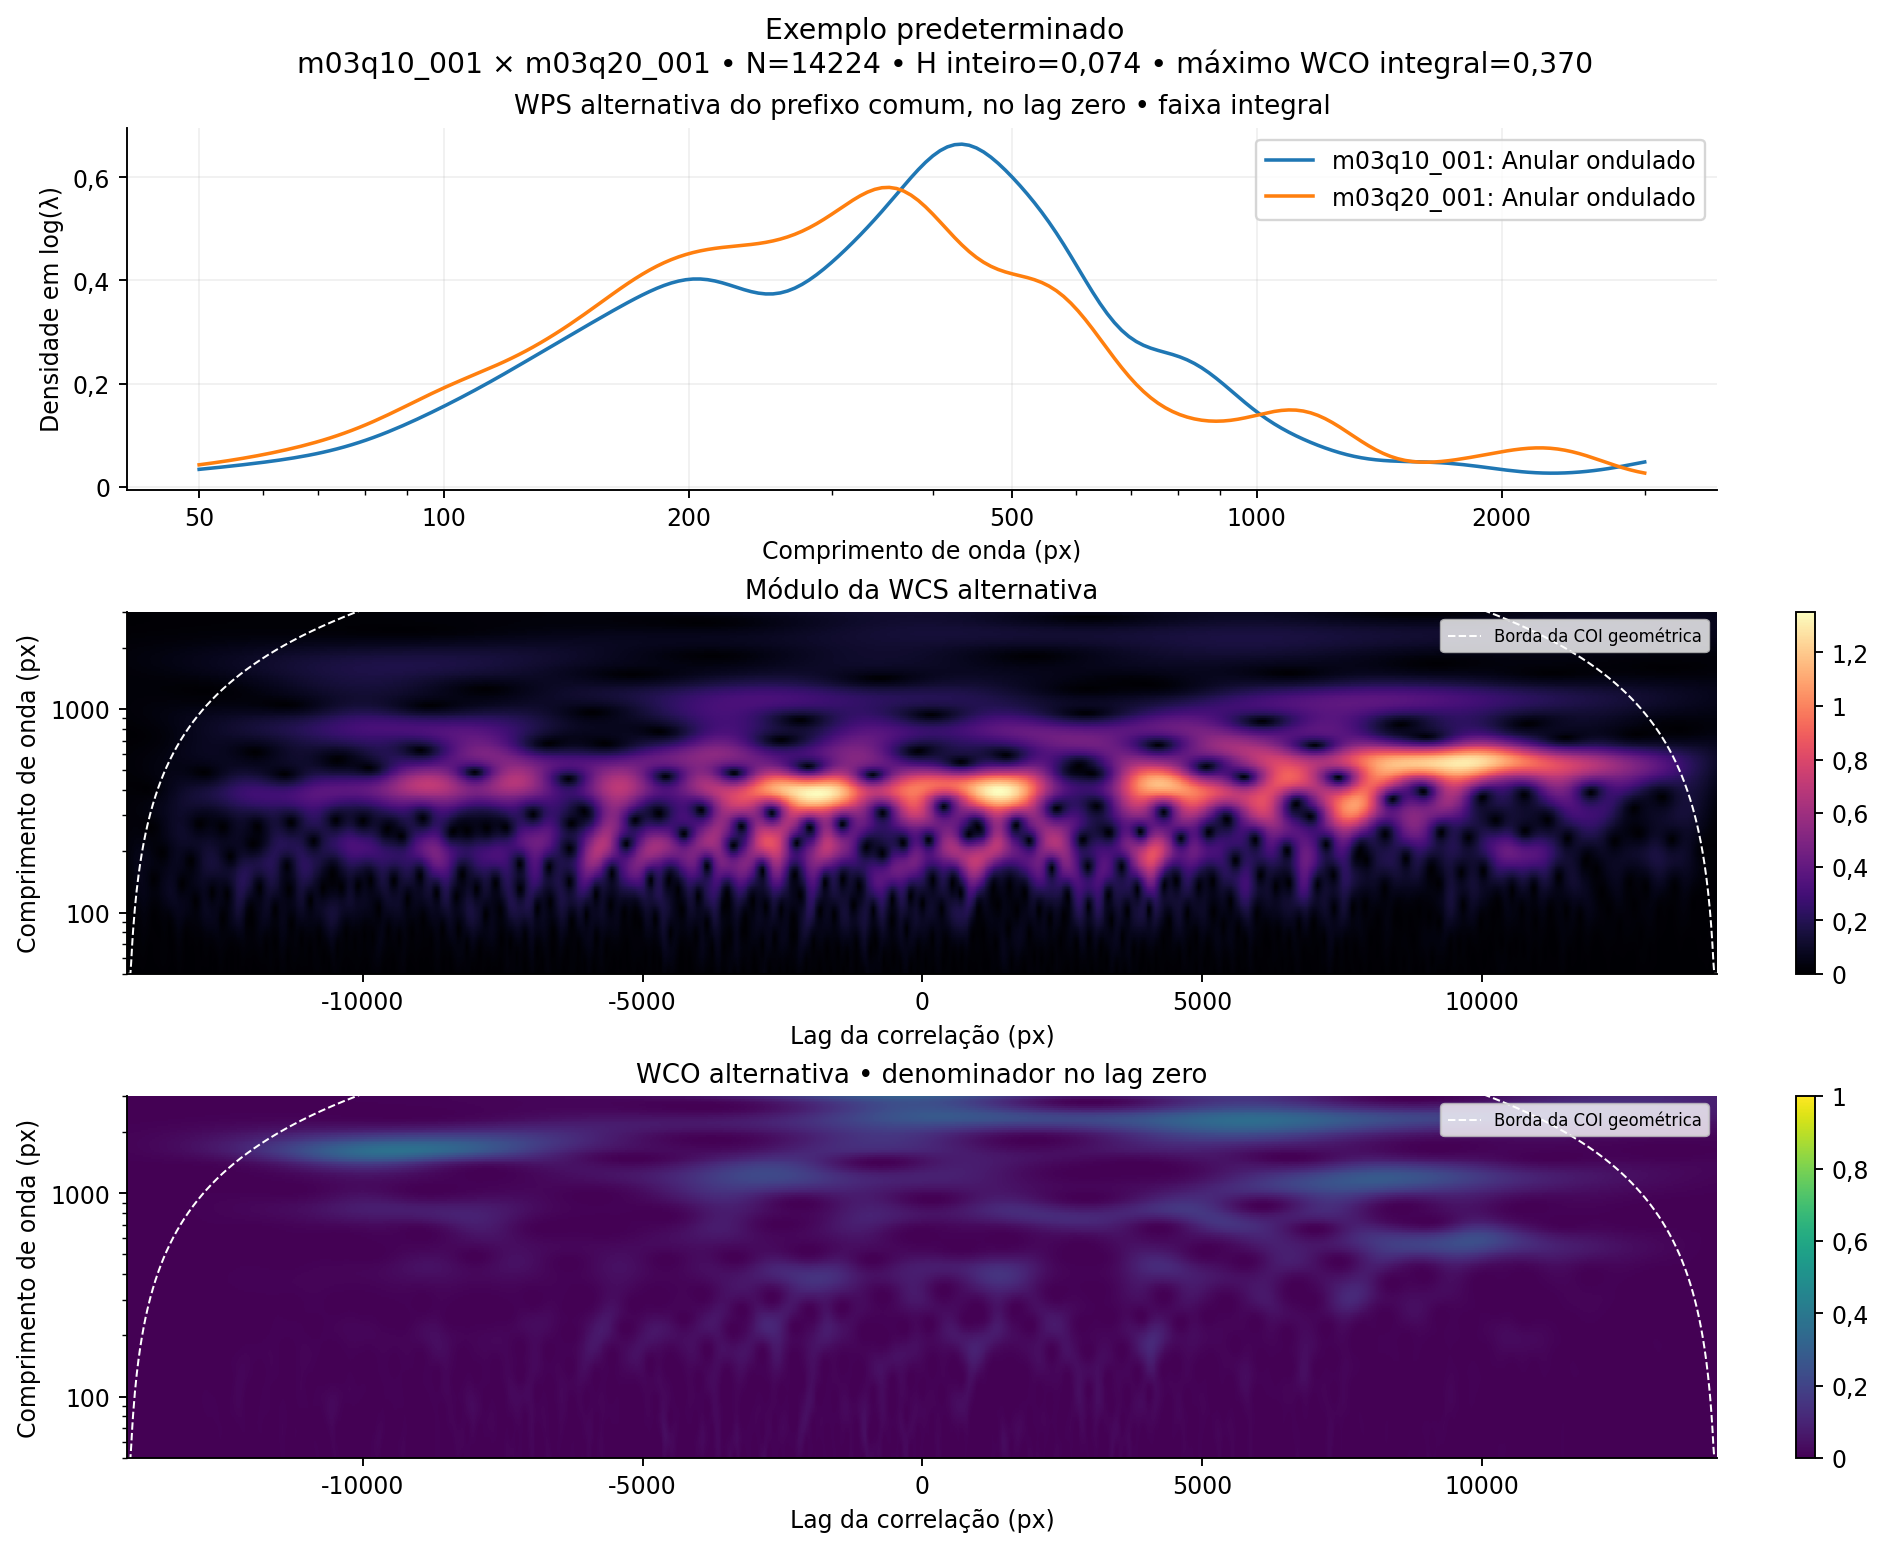 Exemplo predeterminado
m03q10_001 × m03q20_001 • N=14224 • H inteiro=0,074 • máximo WCO integral=0,370
WPS alternativa do prefixo comum, no lag zero • faixa integral
Densidade em log(λ)
0,6
0,4
0,2
0
m03q10_001: Anular ondulado
m03q20_001: Anular ondulado
50 100 200 500 1000 2000
Comprimento de onda (px)
Módulo da WCS alternativa
Comprimento de onda (px)
1000
100
Borda da COI geométrica
1,2
1
0,8
0,6
0,4
0,2
0
-10000 -5000 0 5000 10000
Lag da correlação (px)
WCO alternativa • denominador no lag zero
Comprimento de onda (px)
1000
100
Borda da COI geométrica
1
0,8
0,6
0,4
0,2
0
-10000 -5000 0 5000 10000
Lag da correlação (px)